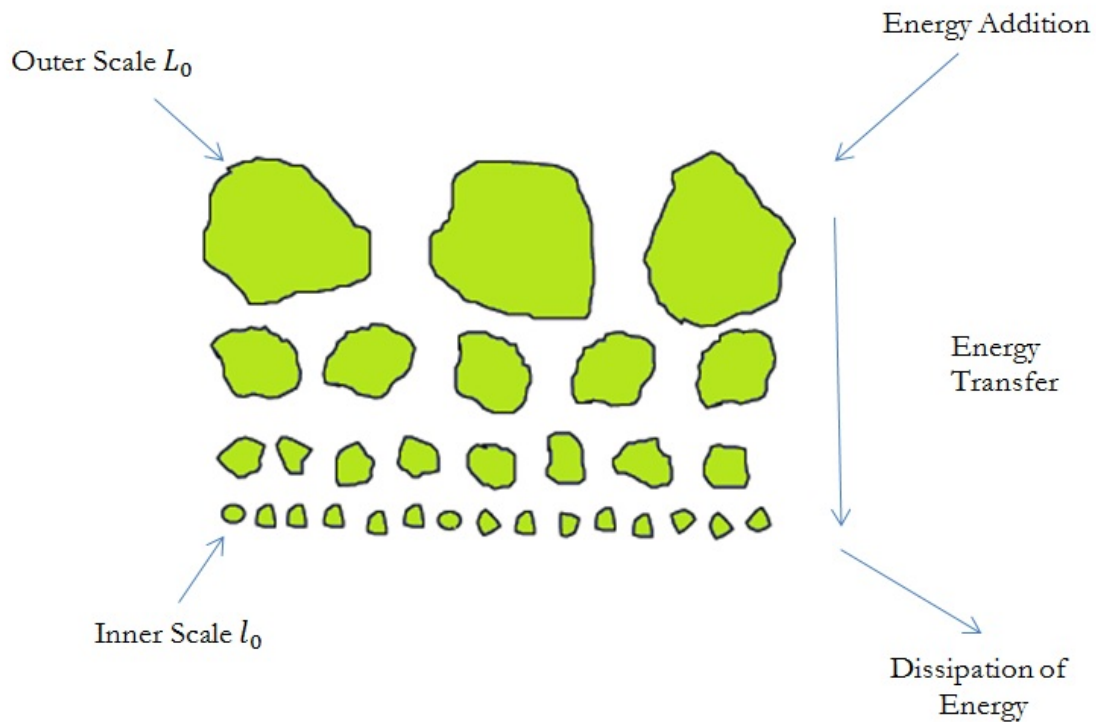 Energy Addition
Outer Scale L₀
Energy
Transfer
Inner Scale l₀
Dissipation of
Energy